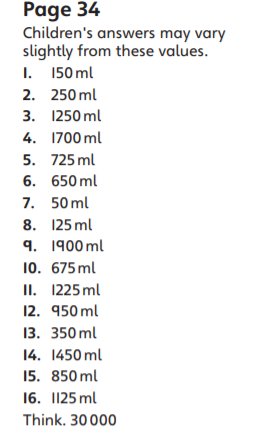 Page 34
Children's answers may vary
slightly from these values.
1. 150 ml
2. 250 ml
3. 1250 ml
4. 1700 ml
5. 725 ml
6. 650 ml
7. 50 ml
8. 125 ml
9. 1900 ml
10. 675 ml
11. 1225 ml
12. 950 ml
13. 350 ml
14. 1450 ml
15. 850 ml
16. 1125 ml
Think. 30 000